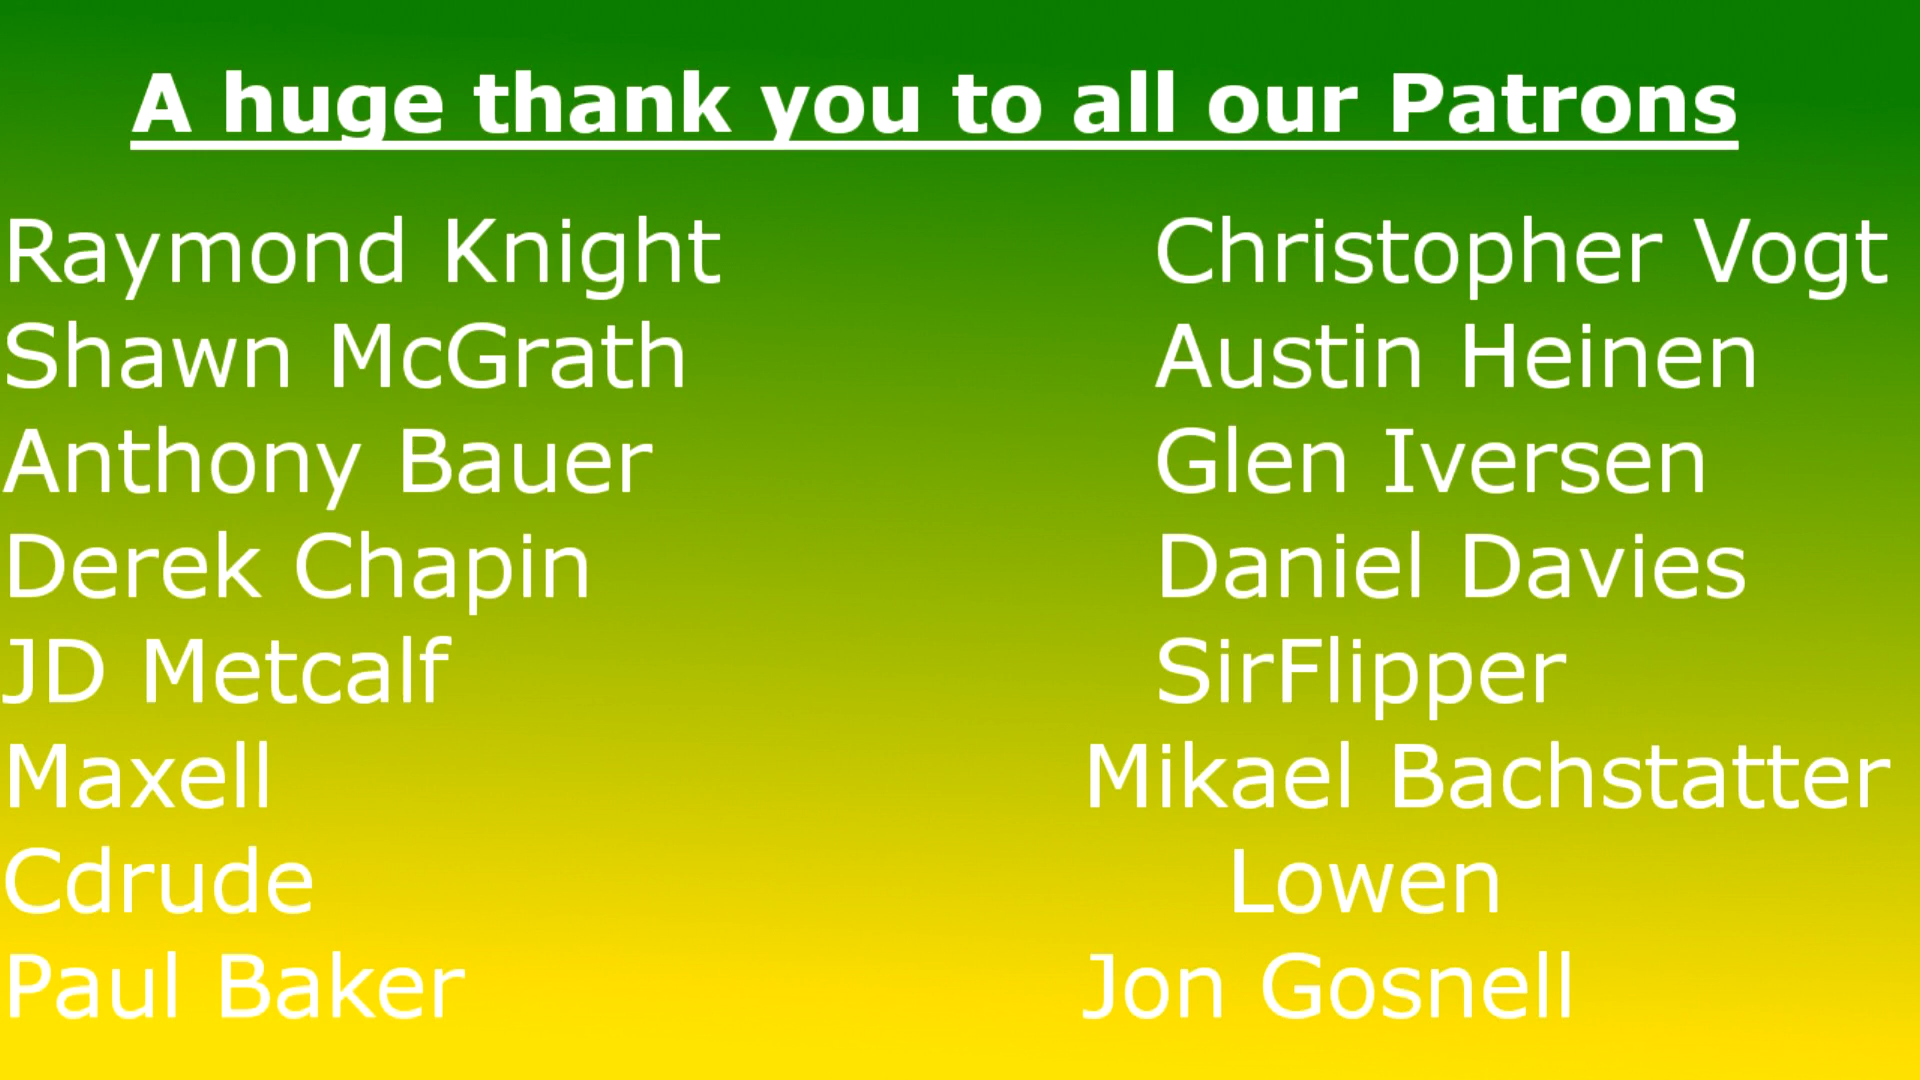 A huge thank you to all our Patrons
Raymond Knight Christopher Vogt
Shawn McGrath Austin Heinen
Anthony Bauer Glen Iversen
Derek Chapin Daniel Davies
JD Metcalf SirFlipper
Maxell Mikael Bachstatter
Cdrude Lowen
Paul Baker Jon Gosnell